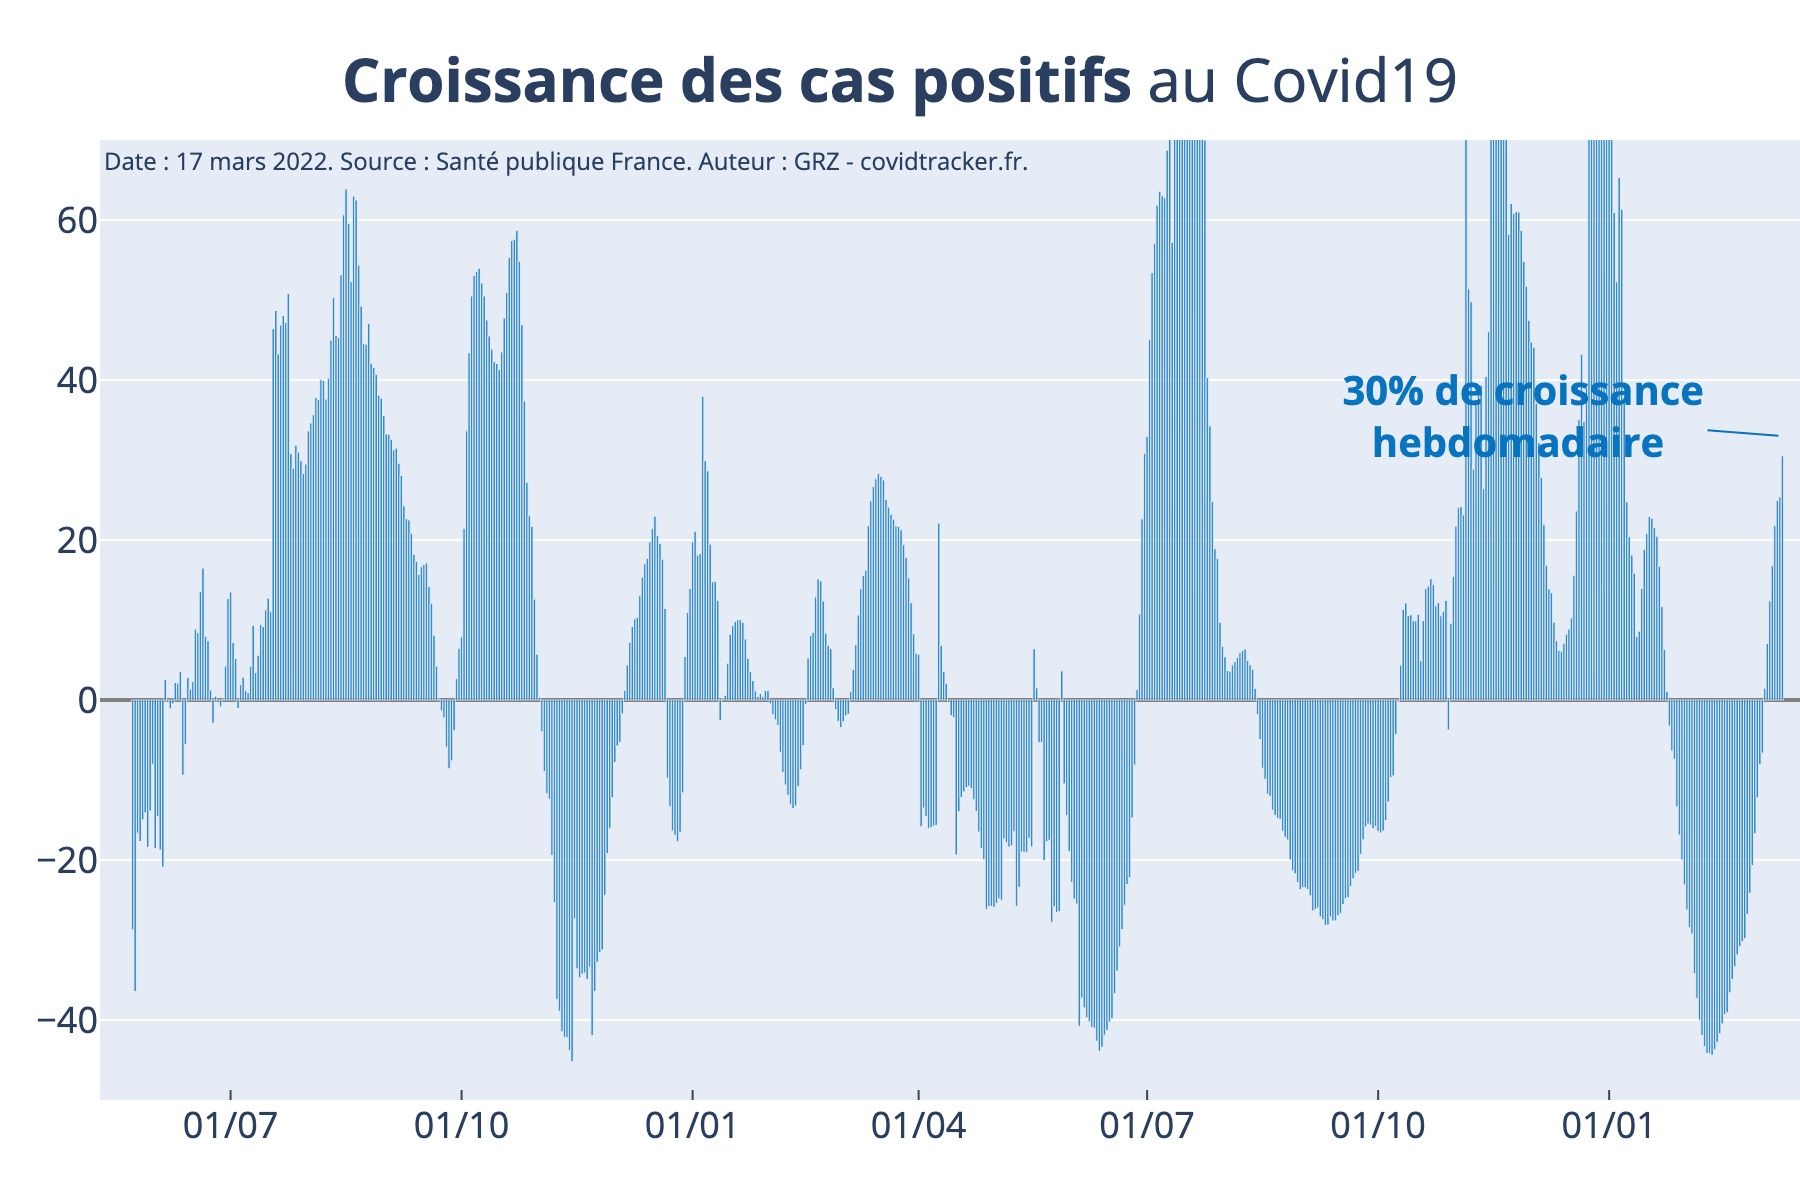 Croissance des cas positifs au Covid19
Date : 17 mars 2022. Source : Santé publique France. Auteur : GRZ - covidtracker.fr.
60
40
30% de croissance
hebdomadaire
20
0
−20
−40
01/07 01/10 01/01 01/04 01/07 01/10 01/01